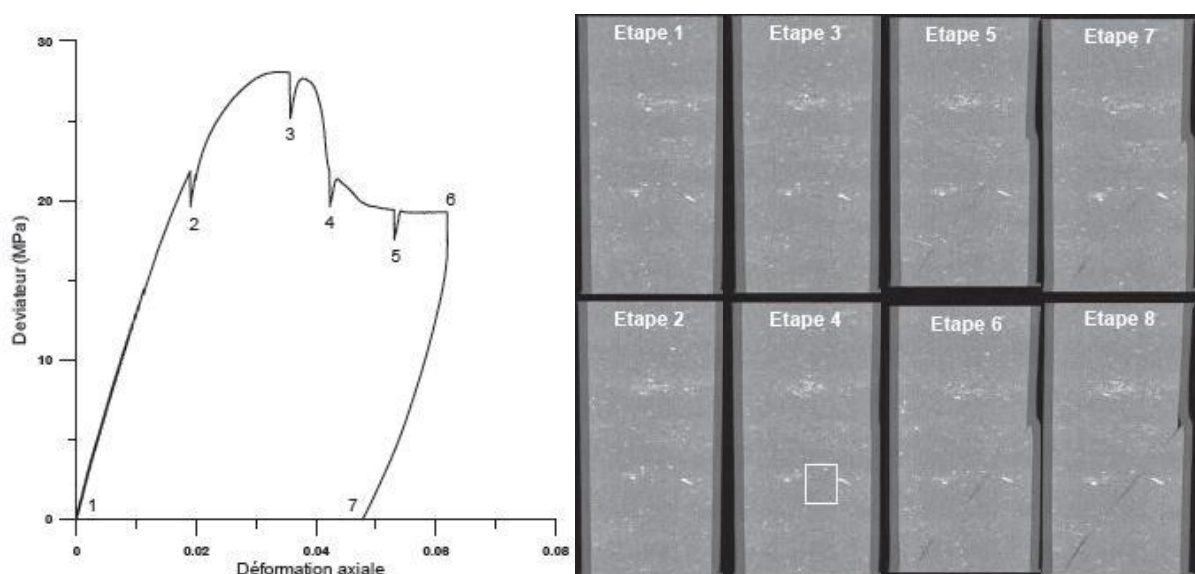 30
20
10
0
Deviateur (MPa)
1
2
3
4
5
6
7
0
0.02
0.04
0.06
0.08
Déformation axiale
Etape 1
Etape 3
Etape 5
Etape 7
Etape 2
Etape 4
Etape 6
Etape 8